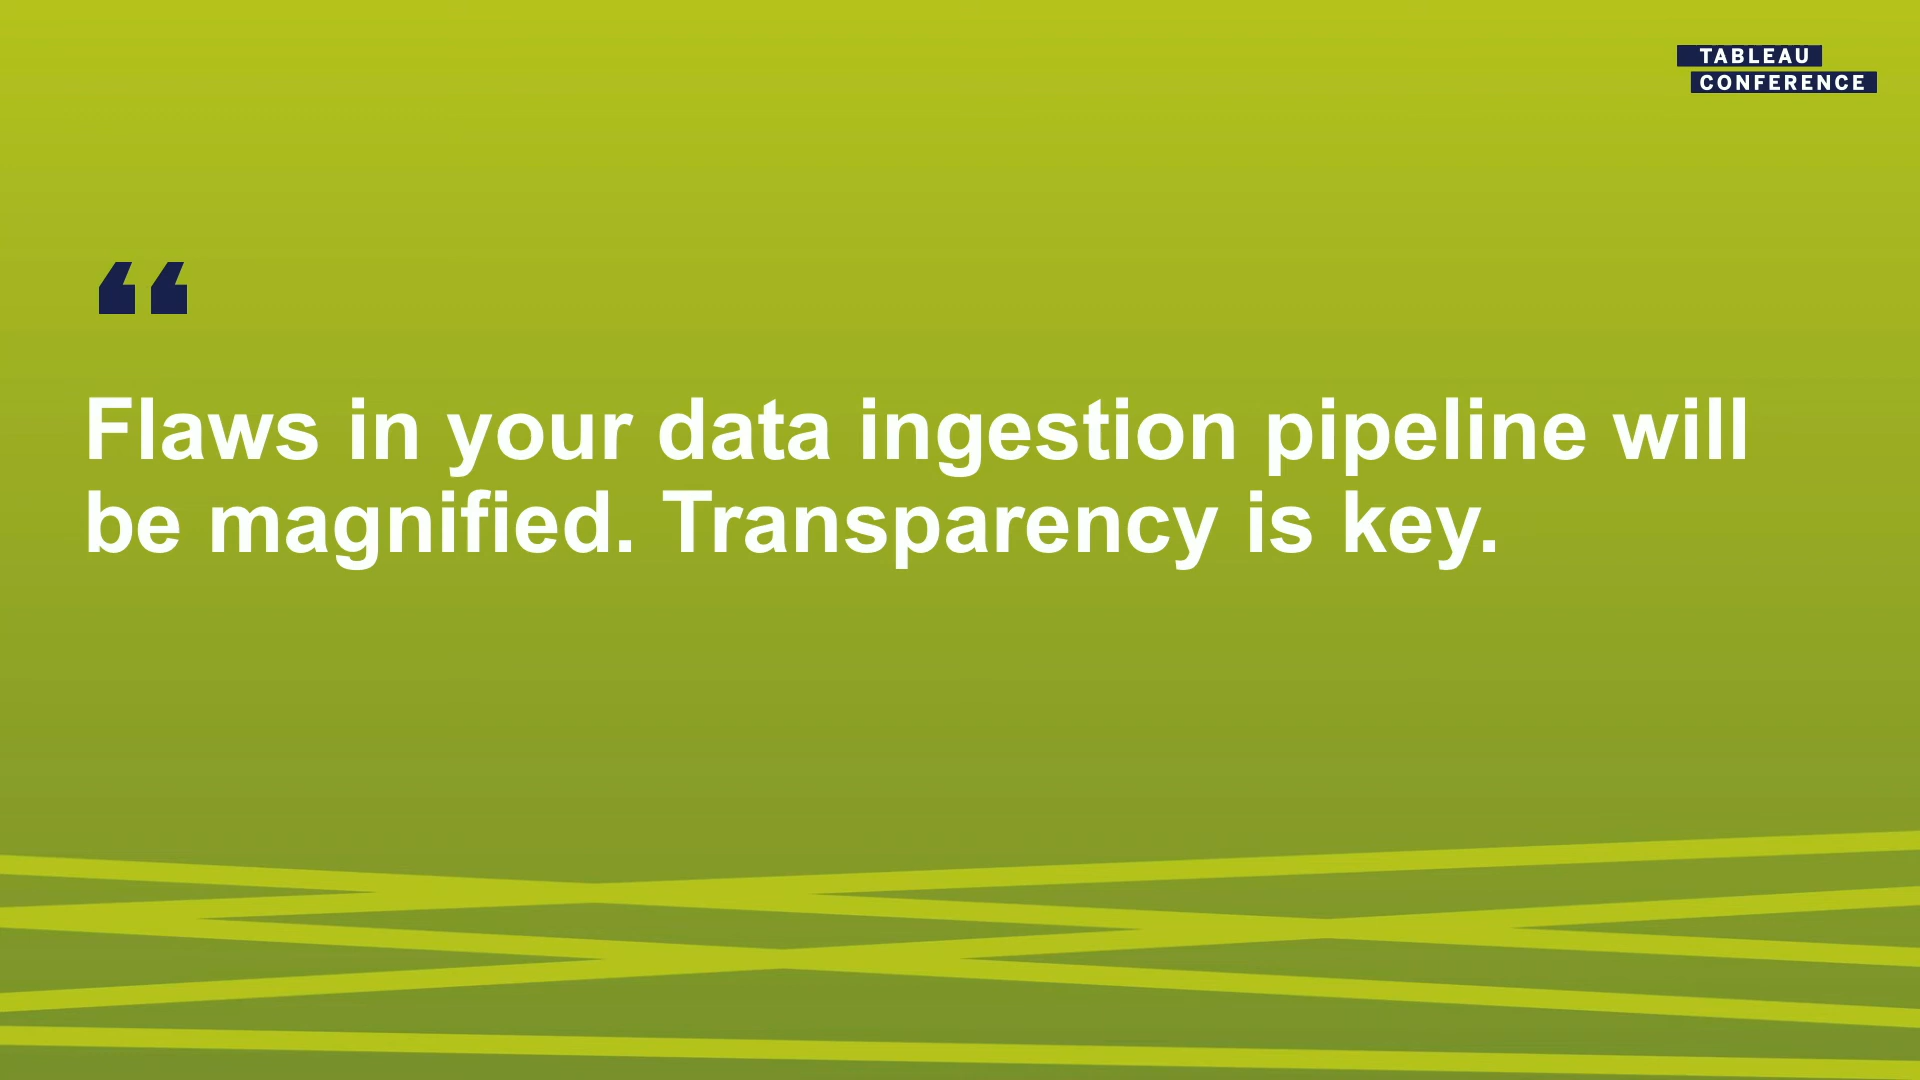 TABLEAU
CONFERENCE
“
Flaws in your data ingestion pipeline will
be magnified. Transparency is key.